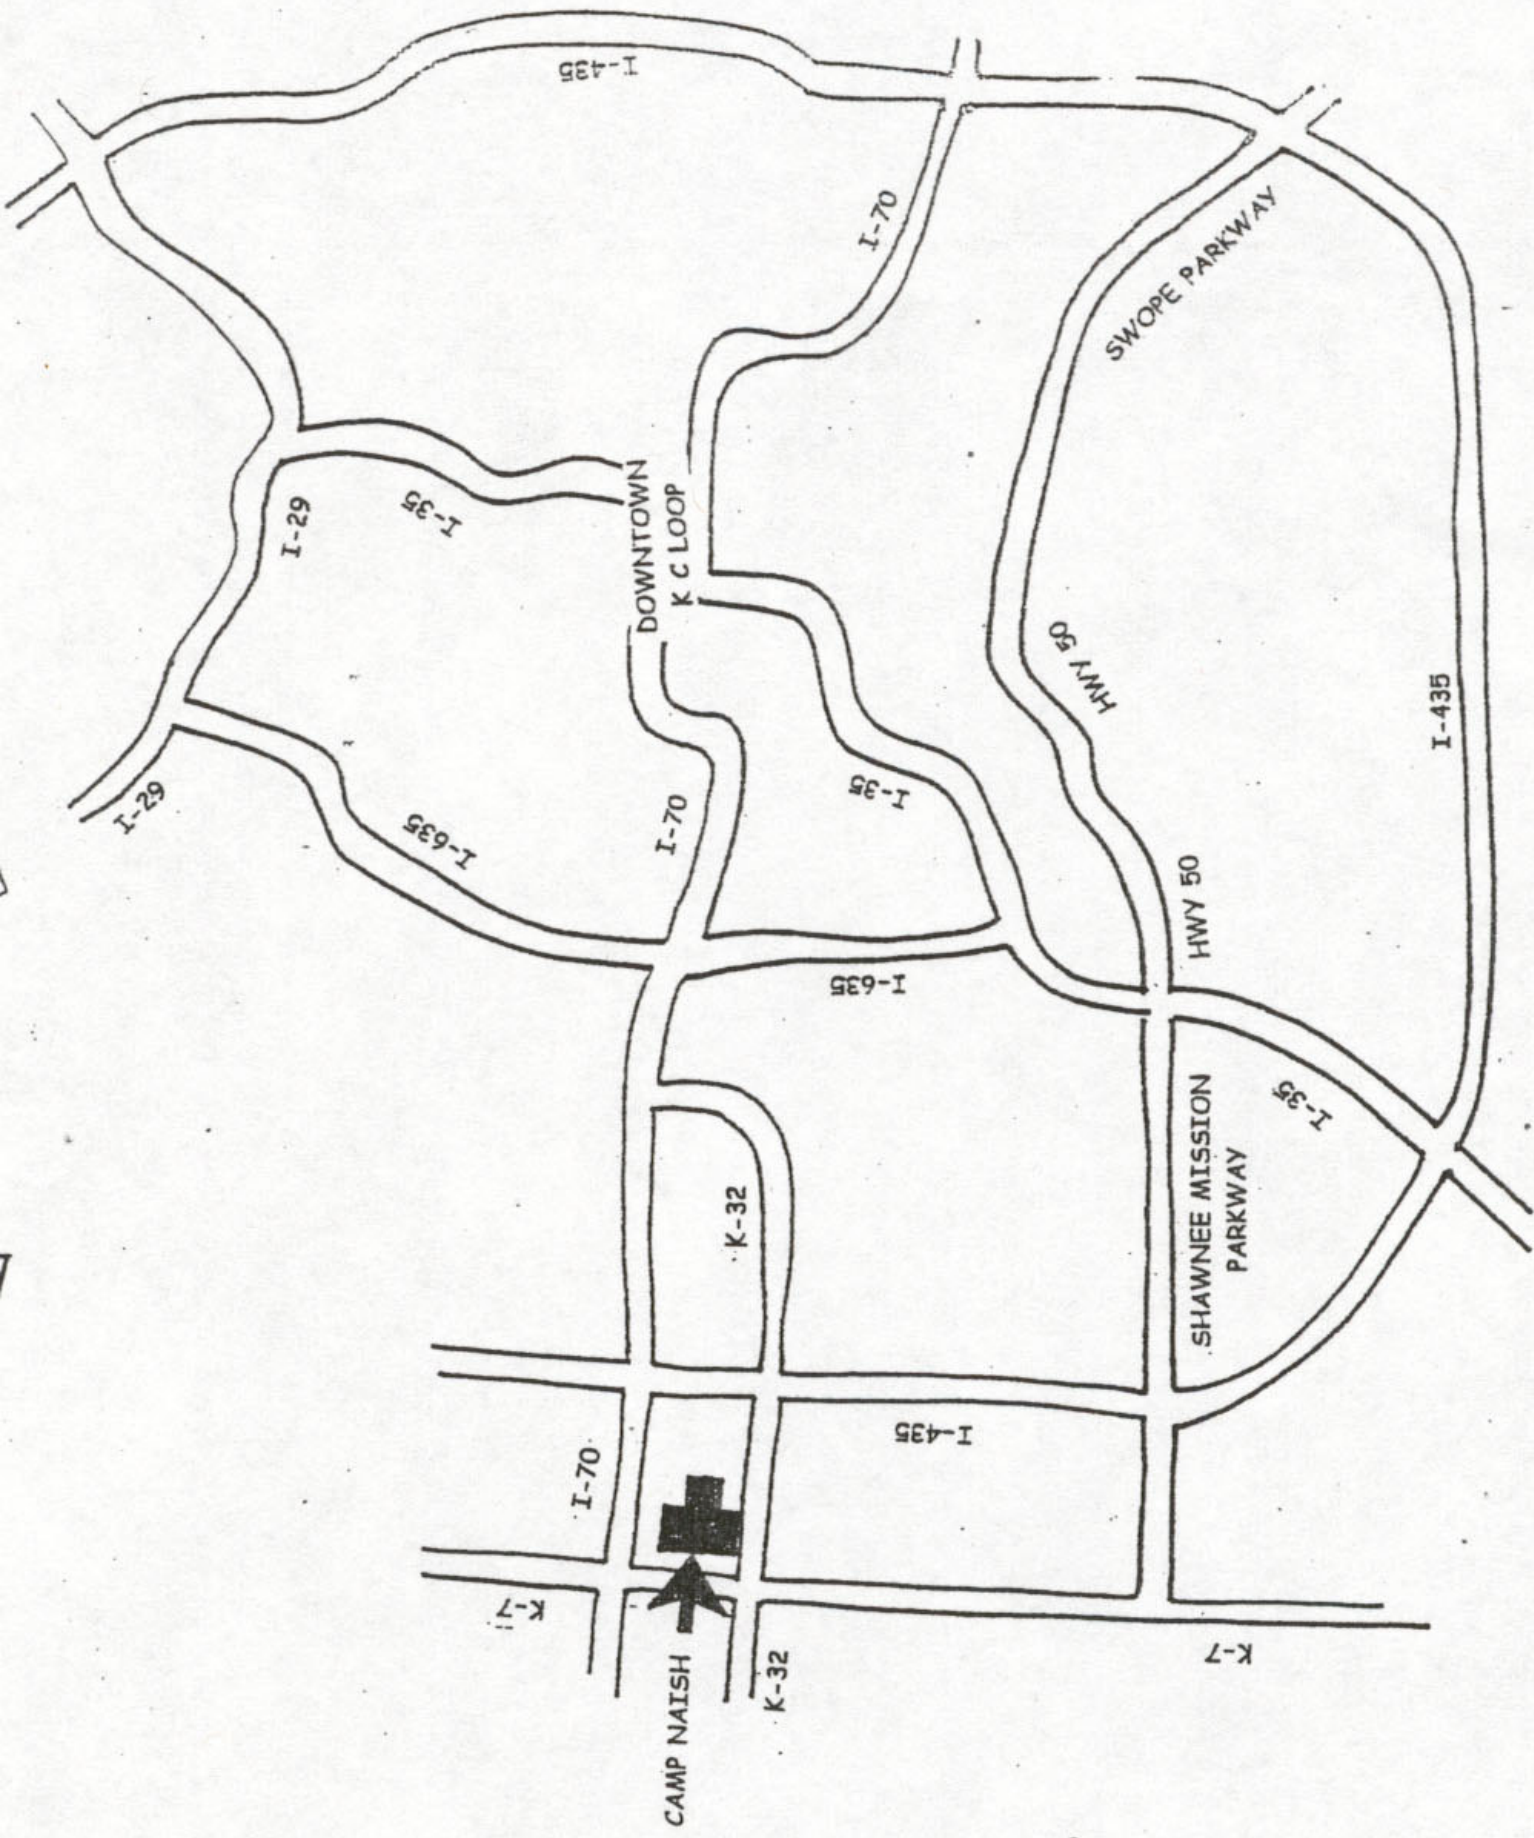 I-435
I-29
I-29
I-35
I-635
I-70
DOWNTOWN
K C LOOP
I-70
I-35
I-635
SWOPE PARKWAY
HWY 50
HWY 50
I-435
I-35
SHAWNEE MISSION
PARKWAY
K-32
I-435
I-70
K-7
CAMP NAISH
K-32
K-7